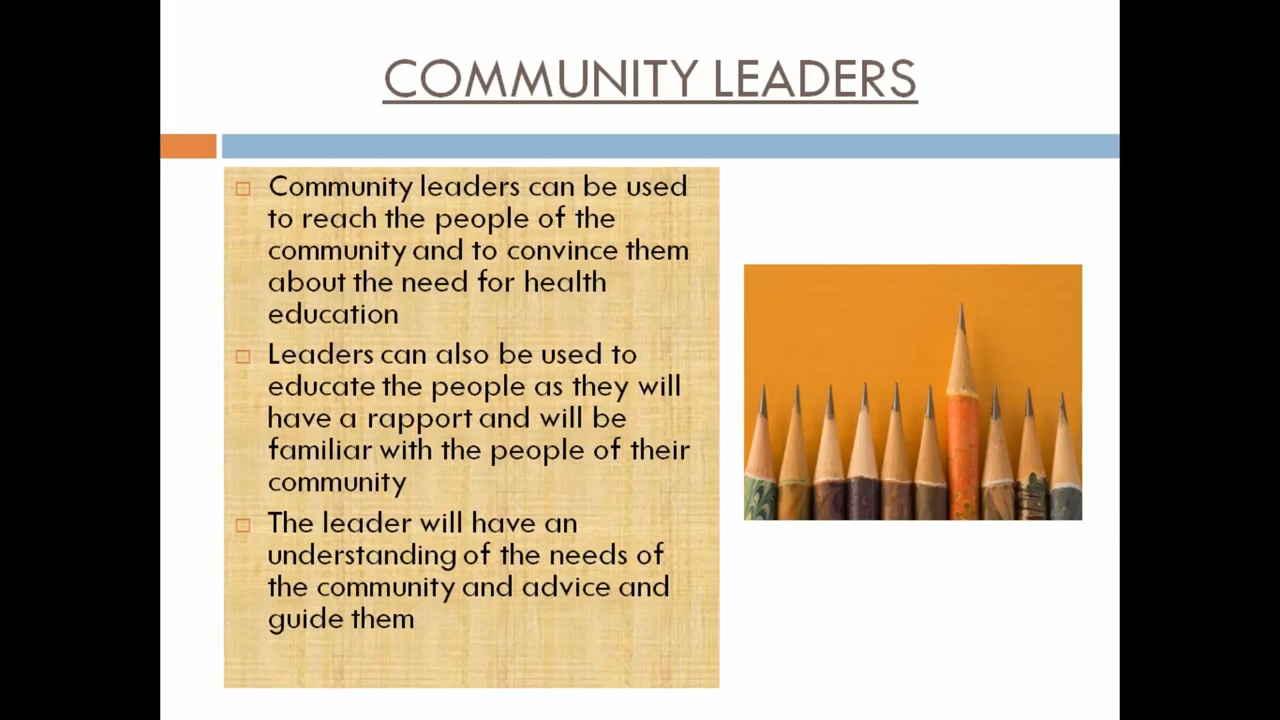 COMMUNITY LEADERS
Community leaders can be used
to reach the people of the
community and to convince them
about the need for health
education
Leaders can also be used to
educate the people as they will
have a rapport and will be
familiar with the people of their
community
The leader will have an
understanding of the needs of
the community and advice and
guide them